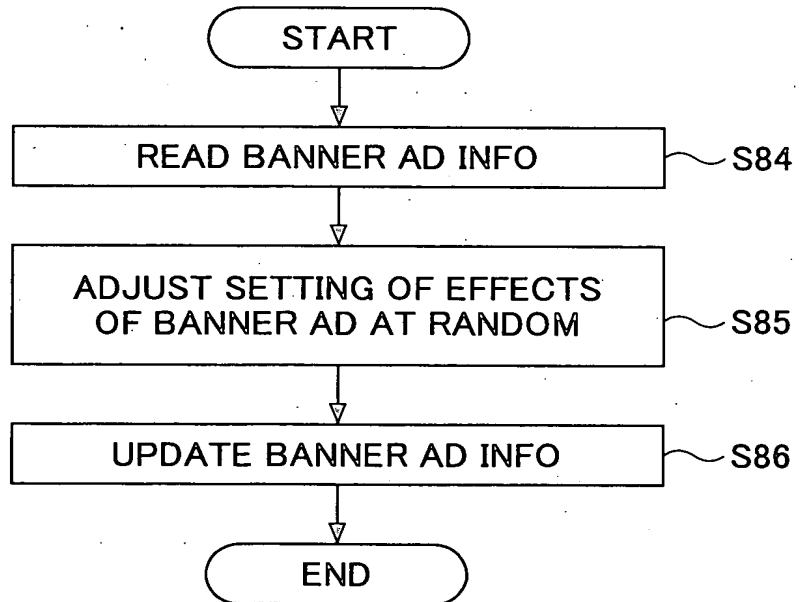 START
READ BANNER AD INFO
S84
ADJUST SETTING OF EFFECTS
OF BANNER AD AT RANDOM
S85
UPDATE BANNER AD INFO
S86
END